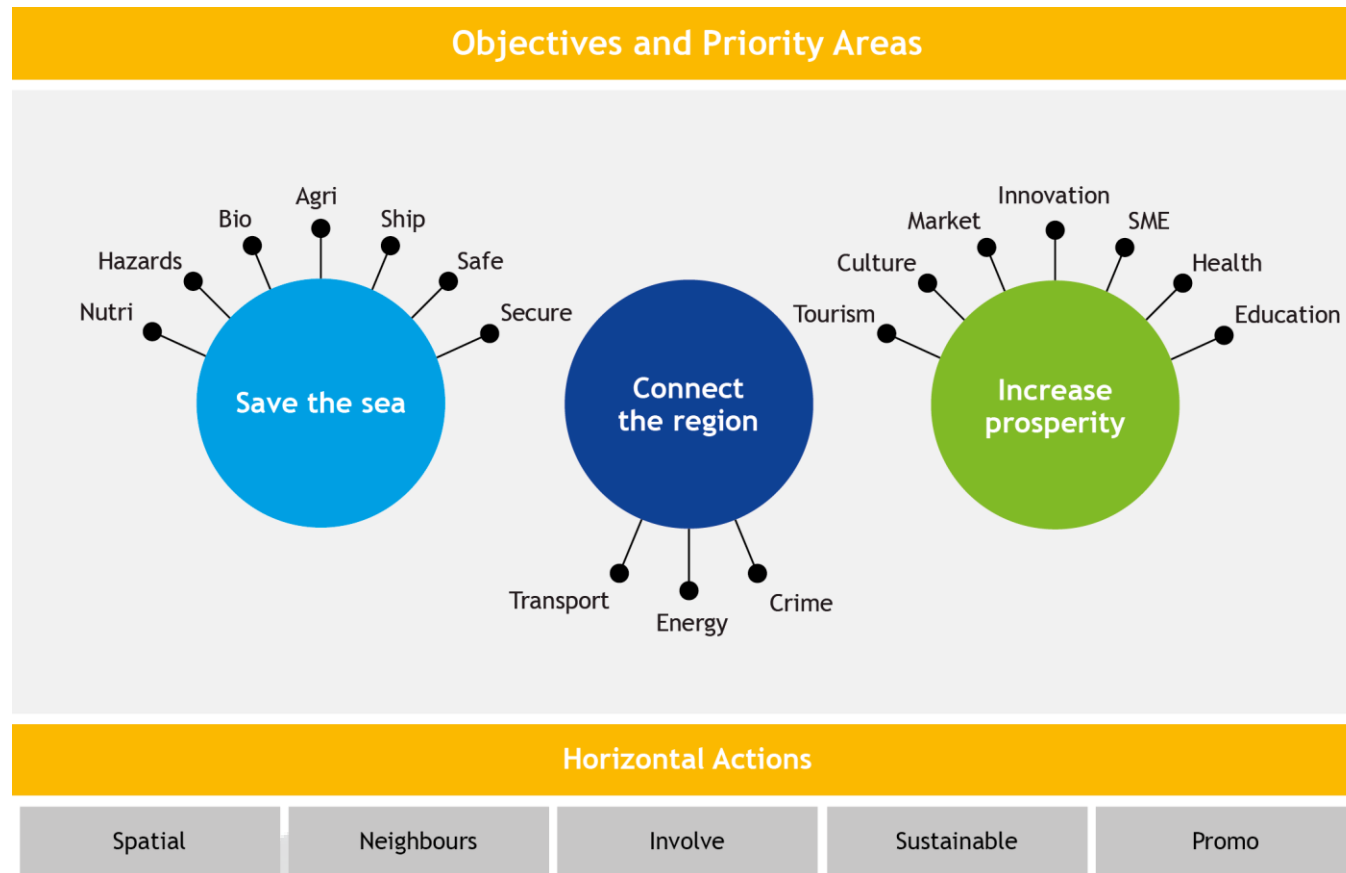 Objectives and Priority Areas
Nutri
Hazards
Bio
Agri
Ship
Safe
Secure
Save the sea
Connect
the region
Transport
Energy
Crime
Tourism
Culture
Market
Innovation
SME
Health
Education
Increase
prosperity
Horizontal Actions
Spatial
Neighbours
Involve
Sustainable
Promo